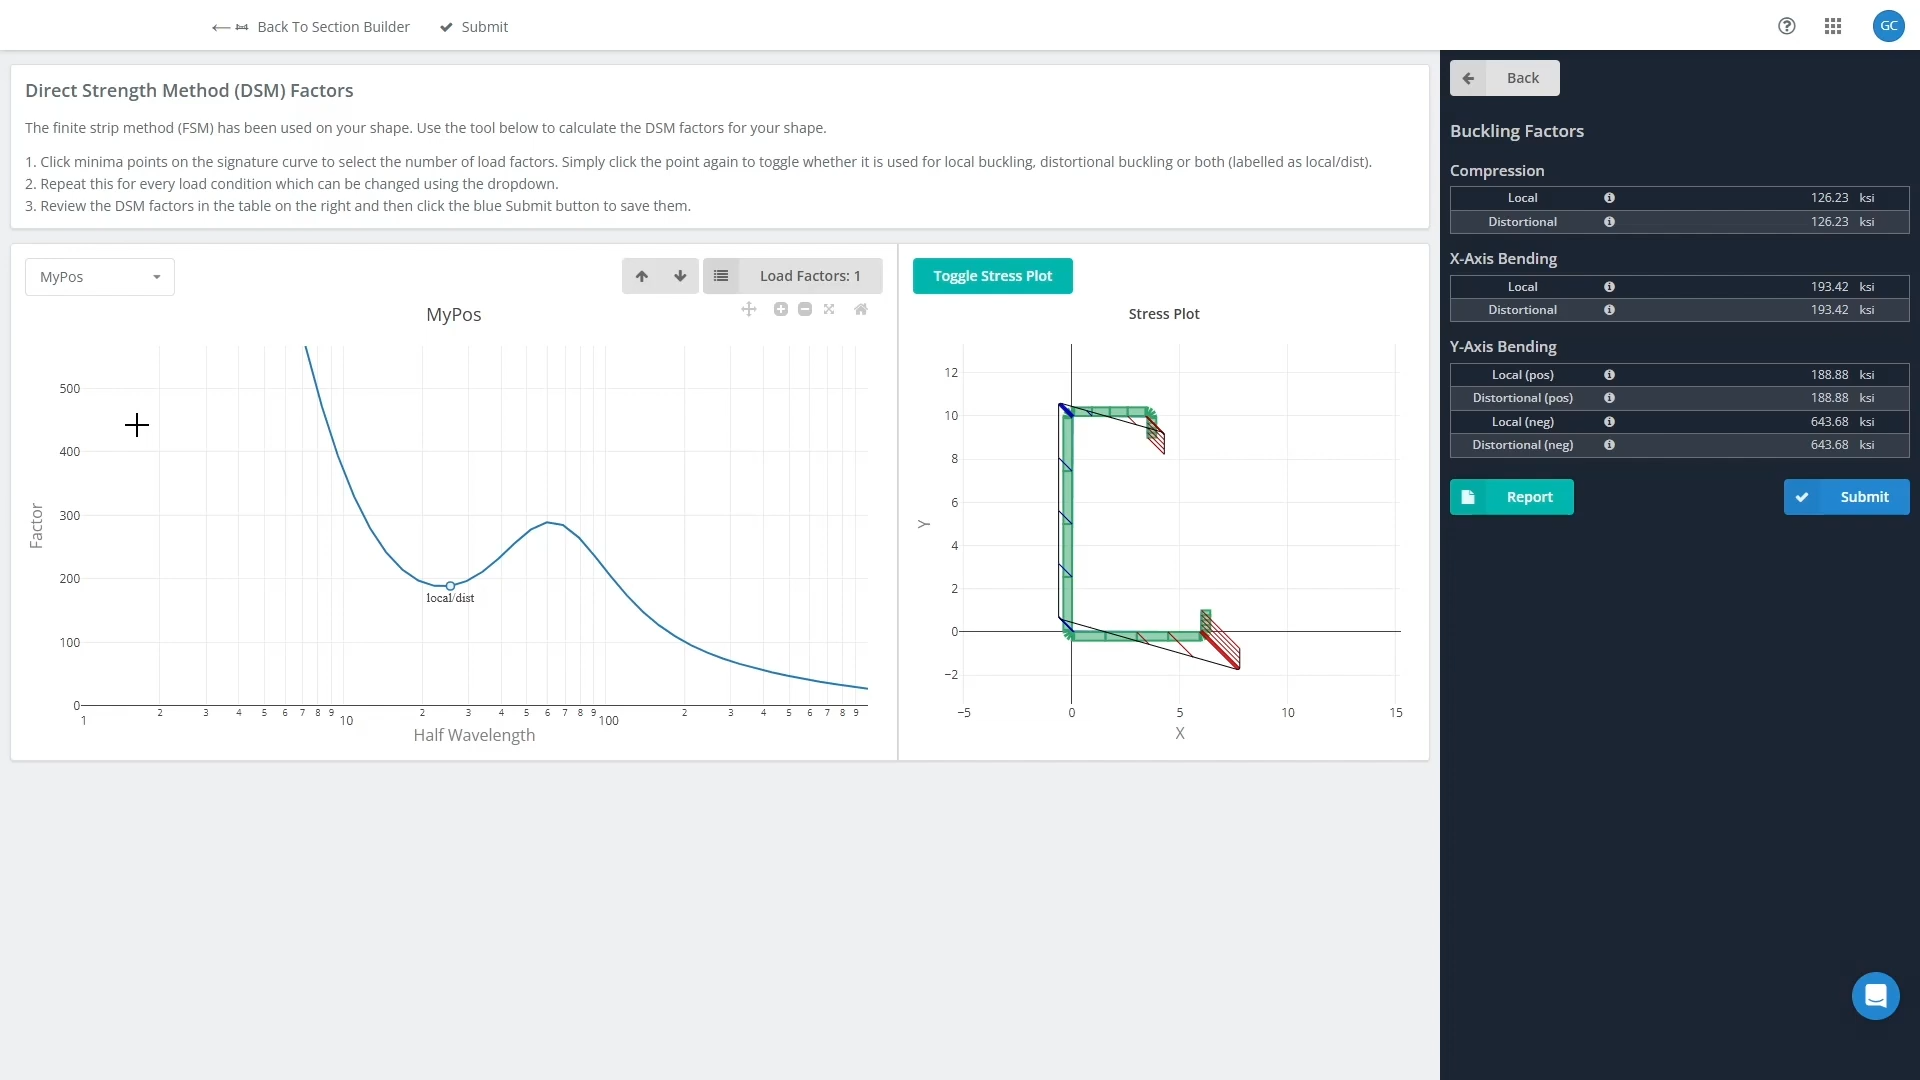 Back To Section Builder
Submit
GC
Direct Strength Method (DSM) Factors
The finite strip method (FSM) has been used on your shape. Use the tool below to calculate the DSM factors for your shape.
1. Click minima points on the signature curve to select the number of load factors. Simply click the point again to toggle whether it is used for local buckling, distortional buckling or both (labelled as local/dist).
2. Repeat this for every load condition which can be changed using the dropdown.
3. Review the DSM factors in the table on the right and then click the blue Submit button to save them.
MyPos
Load Factors: 1
MyPos
Factor
500
400
300
200
100
0
local/dist
1
2 3 4 5 6 7 8 9
10
2 3 4 5 6 7 8 9
100
2 3 4 5 6 7 8 9
Half Wavelength
Toggle Stress Plot
Stress Plot
Y
12
10
8
6
4
2
0
−2
−5 0 5 10 15
X
Back
Buckling Factors
Compression
Local 126.23 ksi
Distortional 126.23 ksi
X-Axis Bending
Local 193.42 ksi
Distortional 193.42 ksi
Y-Axis Bending
Local (pos) 188.88 ksi
Distortional (pos) 188.88 ksi
Local (neg) 643.68 ksi
Distortional (neg) 643.68 ksi
Report
Submit